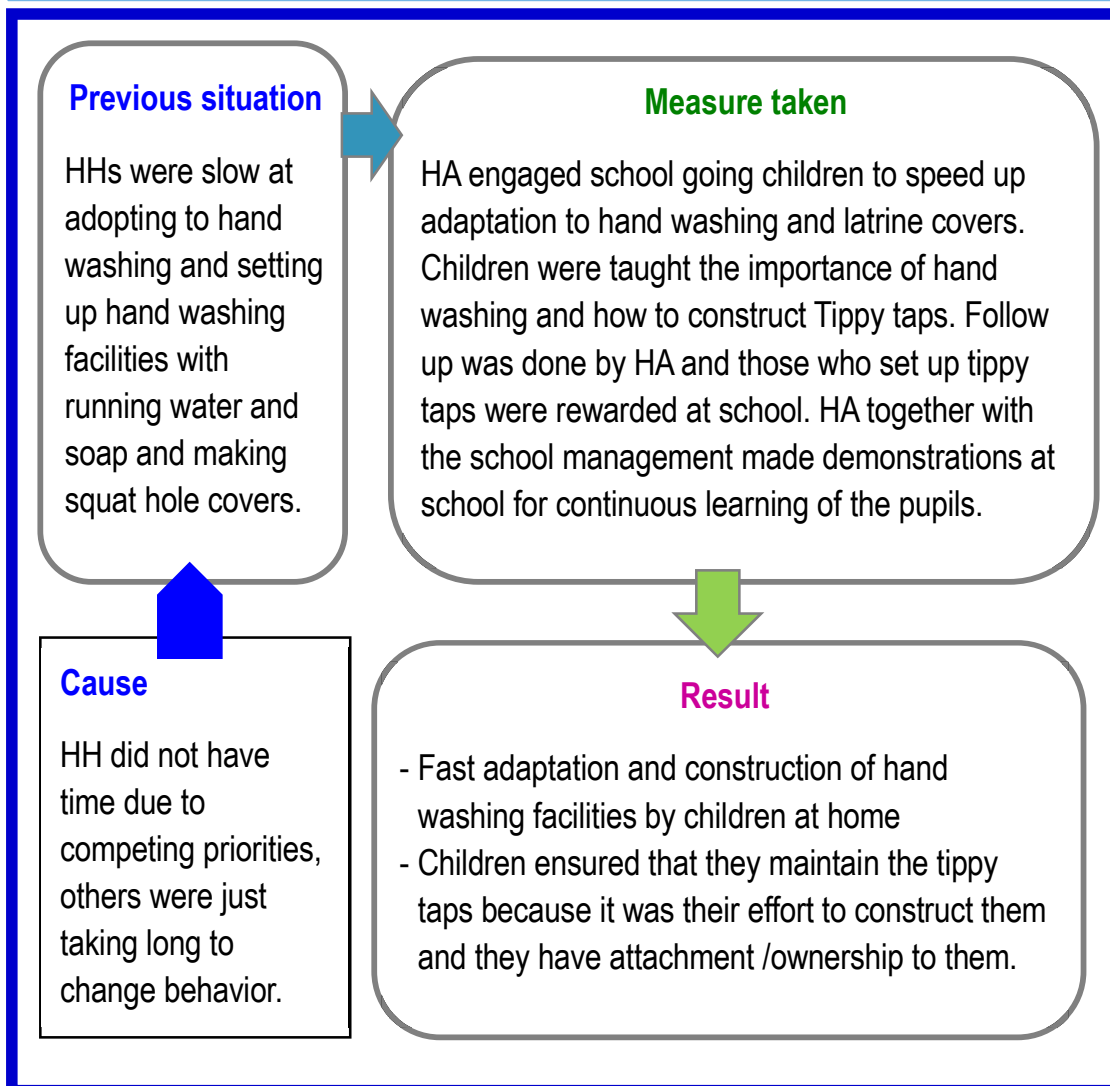 Previous situation
HHs were slow at
adopting to hand
washing and setting
up hand washing
facilities with
running water and
soap and making
squat hole covers.
Measure taken
HA engaged school going children to speed up
adaptation to hand washing and latrine covers.
Children were taught the importance of hand
washing and how to construct Tippy taps. Follow
up was done by HA and those who set up tippy
taps were rewarded at school. HA together with
the school management made demonstrations at
school for continuous learning of the pupils.
Cause
HH did not have
time due to
competing priorities,
others were just
taking long to
change behavior.
Result
- Fast adaptation and construction of hand
washing facilities by children at home
- Children ensured that they maintain the tippy
taps because it was their effort to construct them
and they have attachment /ownership to them.